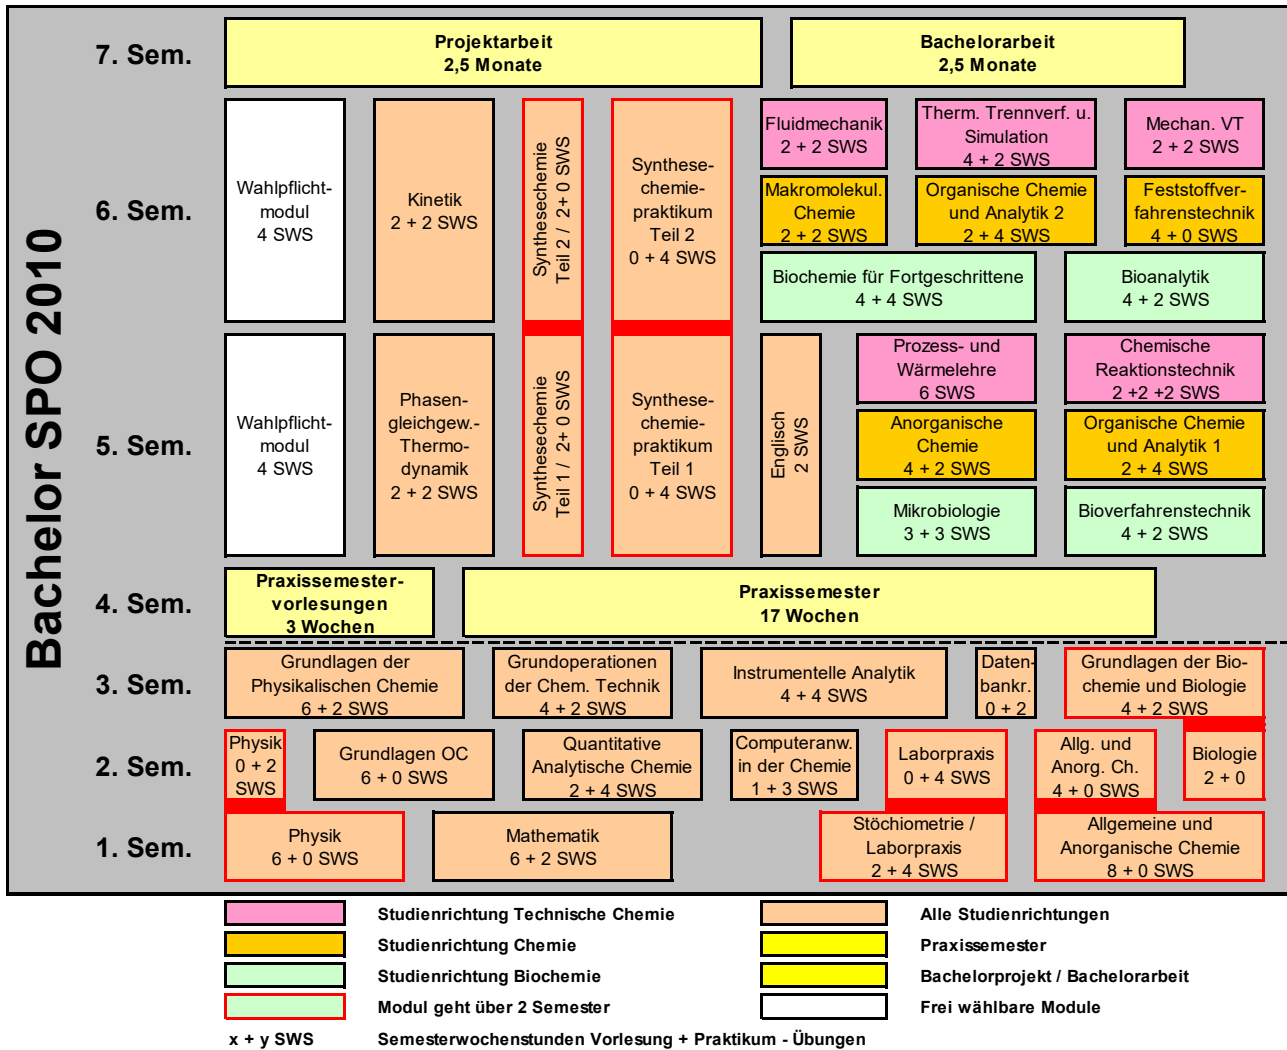 Bachelor SPO 2010
7. Sem.
Projektarbeit
2,5 Monate
Bachelorarbeit
2,5 Monate
6. Sem.
Wahlpflicht-
modul
4 SWS
Kinetik
2 + 2 SWS
Synthesechemie
Teil 2 / 2+ 0 SWS
Synthese-
chemie-
praktikum
Teil 2
0 + 4 SWS
Fluidmechanik
2 + 2 SWS
Therm. Trennverf. u.
Simulation
4 + 2 SWS
Mechan. VT
2 + 2 SWS
Makromolekul.
Chemie
2 + 2 SWS
Organische Chemie
und Analytik 2
2 + 4 SWS
Feststoffver-
fahrenstechnik
4 + 0 SWS
Biochemie für Fortgeschrittene
4 + 4 SWS
Bioanalytik
4 + 2 SWS
5. Sem.
Wahlpflicht-
modul
4 SWS
Phasen-
gleichgew.-
Thermo-
dynamik
2 + 2 SWS
Synthesechemie
Teil 1 / 2+ 0 SWS
Synthese-
chemie-
praktikum
Teil 1
0 + 4 SWS
Englisch
2 SWS
Prozess- und
Wärmelehre
6 SWS
Chemische
Reaktionstechnik
2 +2 +2 SWS
Anorganische
Chemie
4 + 2 SWS
Organische Chemie
und Analytik 1
2 + 4 SWS
Mikrobiologie
3 + 3 SWS
Bioverfahrenstechnik
4 + 2 SWS
4. Sem.
Praxissemester-
vorlesungen
3 Wochen
Praxissemester
17 Wochen
3. Sem.
Grundlagen der
Physikalischen Chemie
6 + 2 SWS
Grundoperationen
der Chem. Technik
4 + 2 SWS
Instrumentelle Analytik
4 + 4 SWS
Daten-
bankr.
0 + 2
Grundlagen der Bio-
chemie und Biologie
4 + 2 SWS
2. Sem.
Physik
0 + 2
SWS
Grundlagen OC
6 + 0 SWS
Quantitative
Analytische Chemie
2 + 4 SWS
Computeranw.
in der Chemie
1 + 3 SWS
Laborpraxis
0 + 4 SWS
Allg. und
Anorg. Ch.
4 + 0 SWS
Biologie
2 + 0
1. Sem.
Physik
6 + 0 SWS
Mathematik
6 + 2 SWS
Stöchiometrie /
Laborpraxis
2 + 4 SWS
Allgemeine und
Anorganische Chemie
8 + 0 SWS
Studienrichtung Technische Chemie
Alle Studienrichtungen
Studienrichtung Chemie
Praxissemester
Studienrichtung Biochemie
Bachelorprojekt / Bachelorarbeit
Modul geht über 2 Semester
Frei wählbare Module
x + y SWS Semesterwochenstunden Vorlesung + Praktikum - Übungen